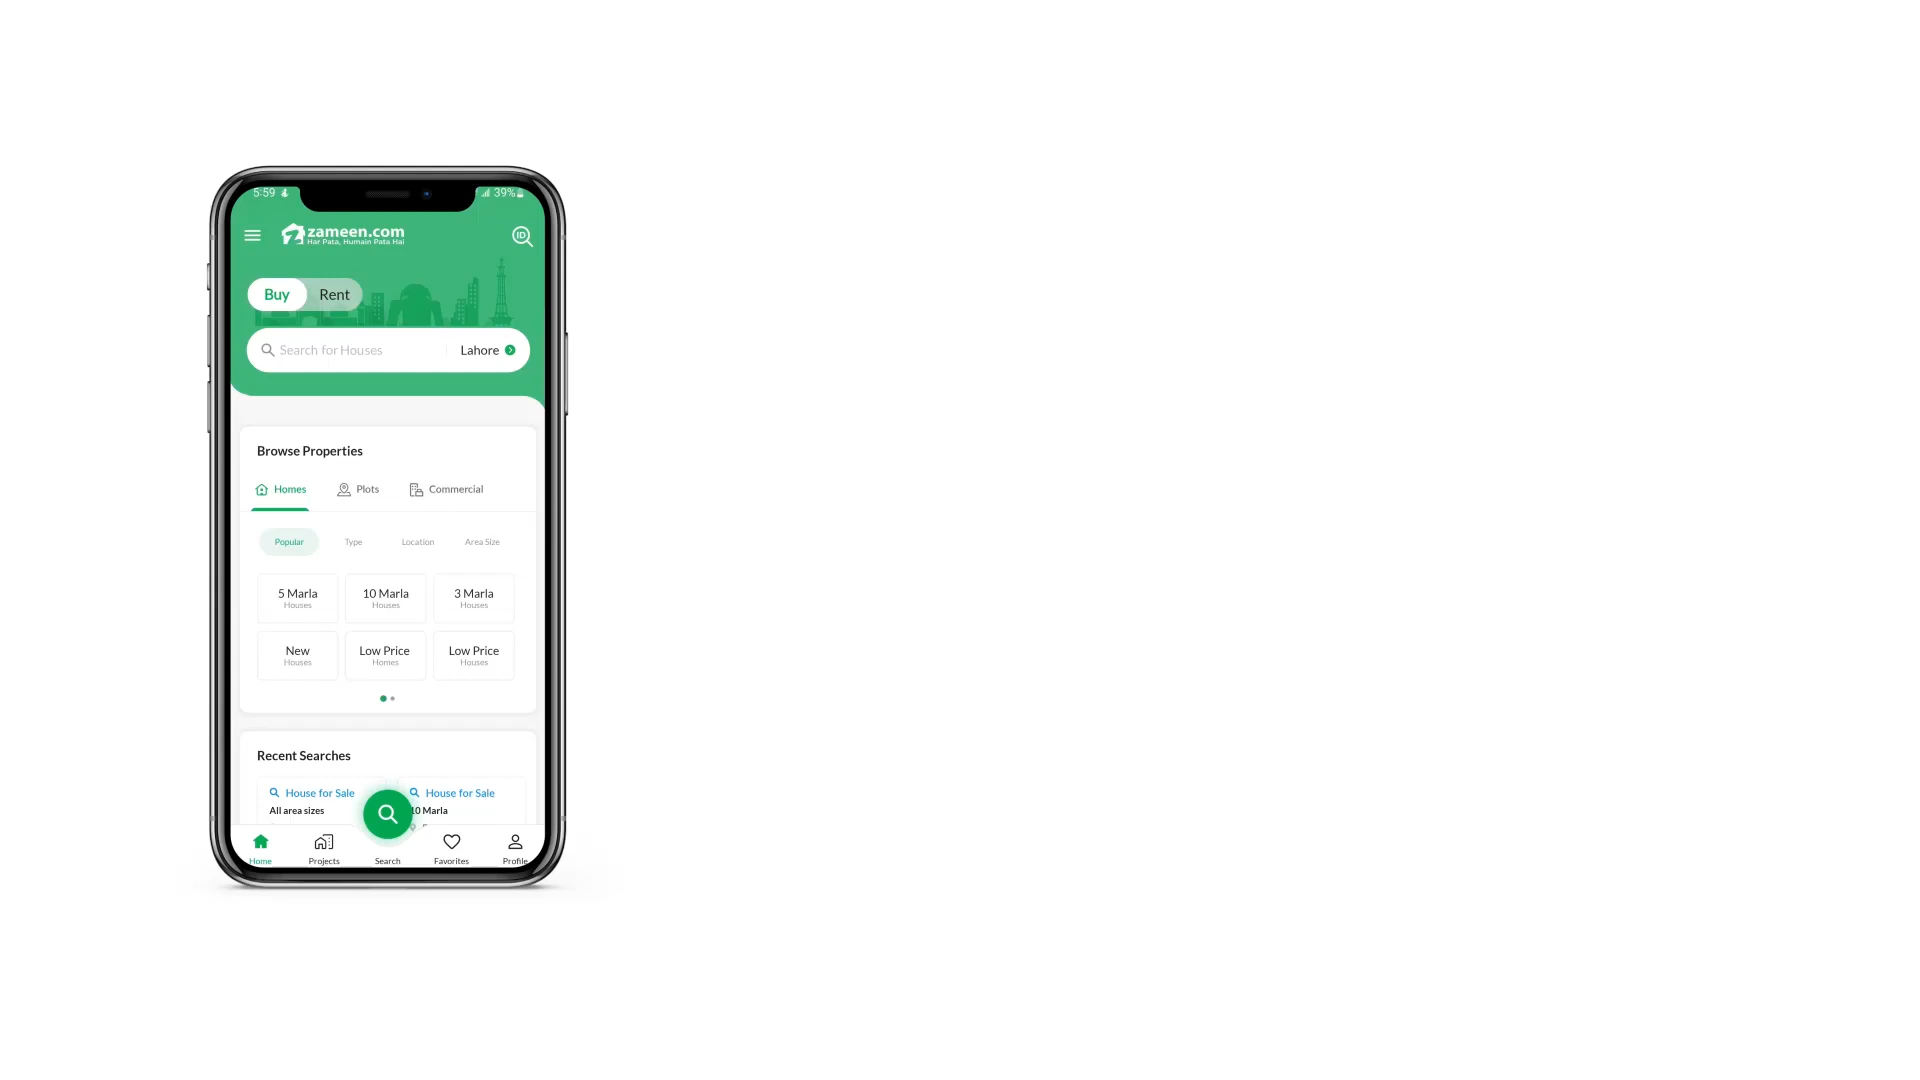 5:59 39%
zameen.com
Har Pata, Humain Pata Hai
ID
Buy Rent
Search for Houses Lahore
Browse Properties
Homes Plots Commercial
Popular Type Location Area Size
5 Marla 10 Marla 3 Marla
Houses Houses Houses
New Low Price Low Price
Houses Homes Houses
Recent Searches
House for Sale House for Sale
All area sizes 10 Marla
Home Projects Search Favorites Profile